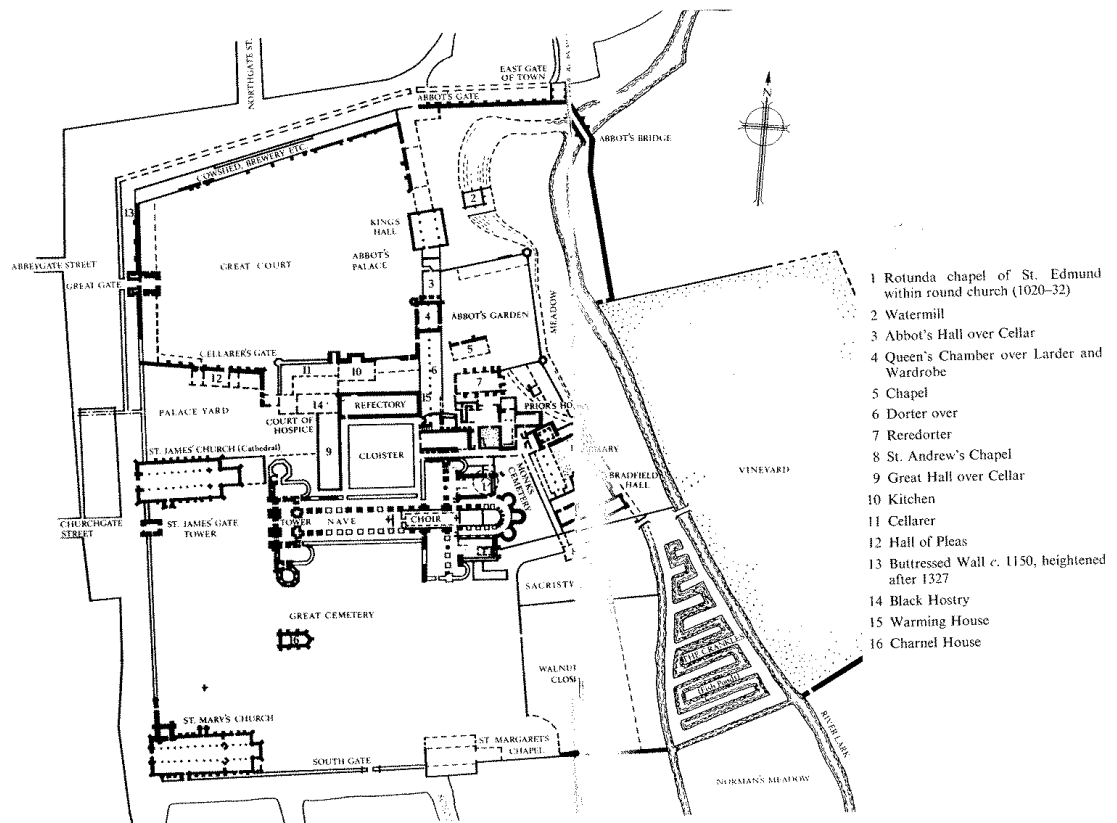 NORTHGATE ST.
EAST GATE
OF TOWN
ABBOT'S GATE
ABBOT'S BRIDGE
N
COWSHED, BREWERY ETC.
13
2
KING'S
HALL
ABBEYGATE STREET
GREAT COURT
ABBOT'S
PALACE
GREAT GATE
3
4
ABBOT'S GARDEN
MEADOW
CELLARER'S GATE
5
11
10
6
12
7
PALACE YARD
14
REFECTORY
15
PRIOR'S
COURT OF
HOSPICE
ST. JAMES' CHURCH (Cathedral)
9
CLOISTER
MONKS
CEMETERY
BRADFIELD
HALL
VINEYARD
CHURCHGATE
STREET
ST. JAMES' GATE
TOWER
TOWER
NAVE
CHOIR
SACRISTY
GREAT CEMETERY
16
THE CRANKLES
(Fish Ponds)
WALNUT
CLOSE
ST. MARY'S CHURCH
ST. MARGARET'S
CHAPEL
SOUTH GATE
RIVER LARK
NORMAN'S MEADOW
1 Rotunda chapel of St. Edmund
within round church (1020–32)
2 Watermill
3 Abbot's Hall over Cellar
4 Queen's Chamber over Larder and
Wardrobe
5 Chapel
6 Dorter over
7 Reredorter
8 St. Andrew's Chapel
9 Great Hall over Cellar
10 Kitchen
11 Cellarer
12 Hall of Pleas
13 Buttressed Wall c. 1150, heightened
after 1327
14 Black Hostry
15 Warming House
16 Charnel House